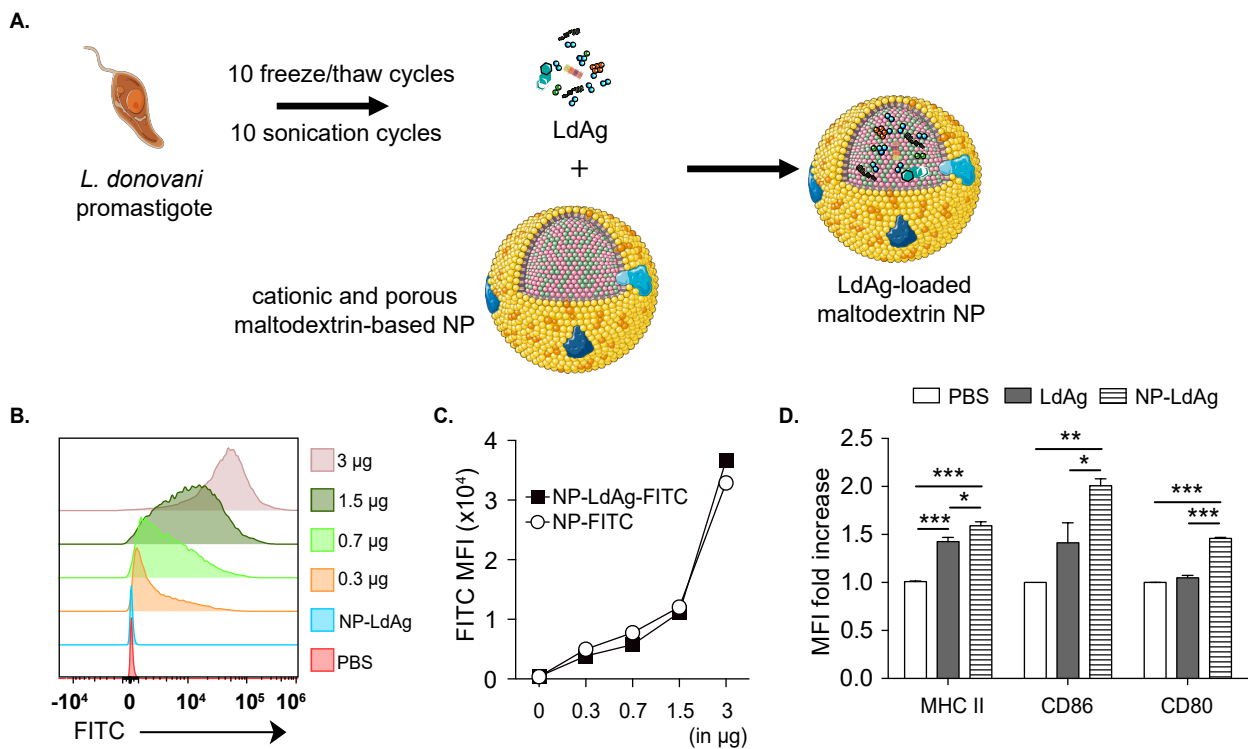 A.
10 freeze/thaw cycles
10 sonication cycles
L. donovani
promastigote
LdAg
+
cationic and porous
maltodextrin-based NP
LdAg-loaded
maltodextrin NP
B.
3 µg
1.5 µg
0.7 µg
0.3 µg
NP-LdAg
PBS
-10⁴ 0 10⁴ 10⁵ 10⁶
FITC
C.
FITC MFI (x10⁴)
4
3
2
1
0
NP-LdAg-FITC
NP-FITC
0 0.3 0.7 1.5 3
(in µg)
D.
PBS LdAg NP-LdAg
MFI fold increase
2.5
2.0
1.5
1.0
0.5
0.0
*** *** *
** *
*** ***
MHC II CD86 CD80